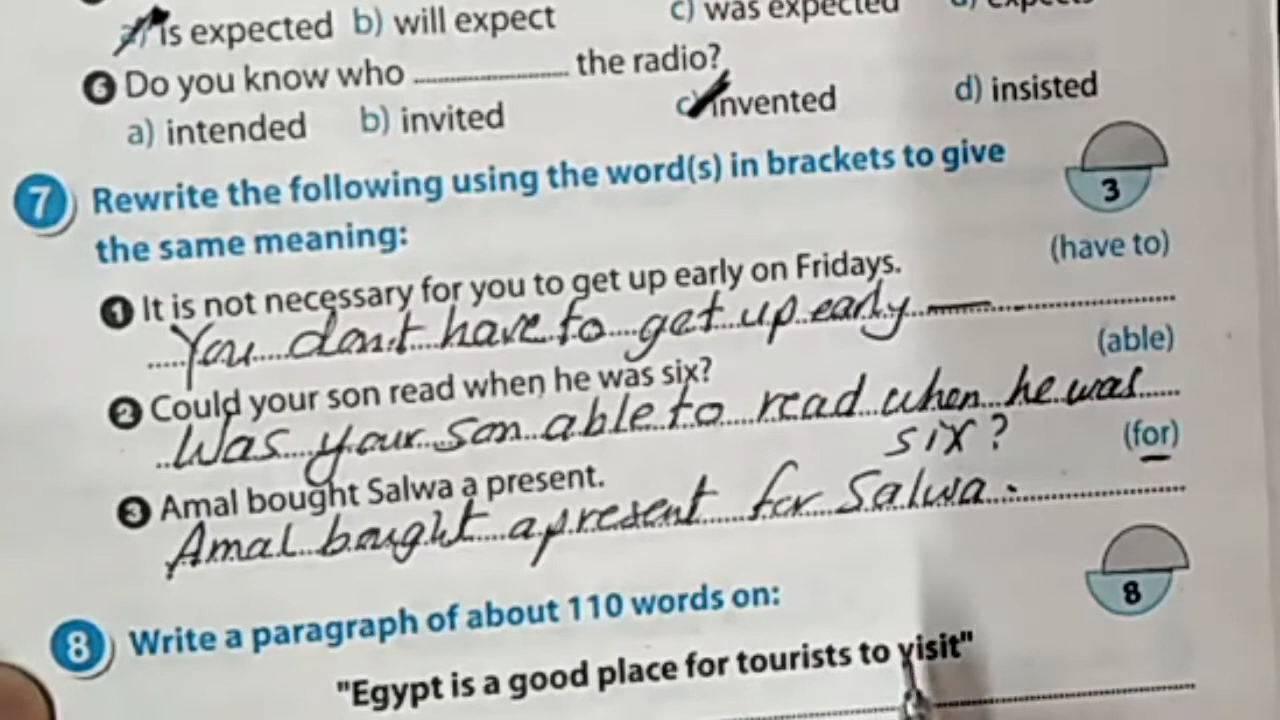 a) is expected b) will expect c) was expected d) expects
6 Do you know who .................... the radio?
a) intended b) invited c) invented d) insisted
7 Rewrite the following using the word(s) in brackets to give
the same meaning:
3
1 It is not necessary for you to get up early on Fridays. (have to)
You don't have to get up early
2 Could your son read when he was six? (able)
Was your son able to read when he was
six?
3 Amal bought Salwa a present. (for)
Amal bought a present for Salwa.
8 Write a paragraph of about 110 words on:
8
"Egypt is a good place for tourists to visit"